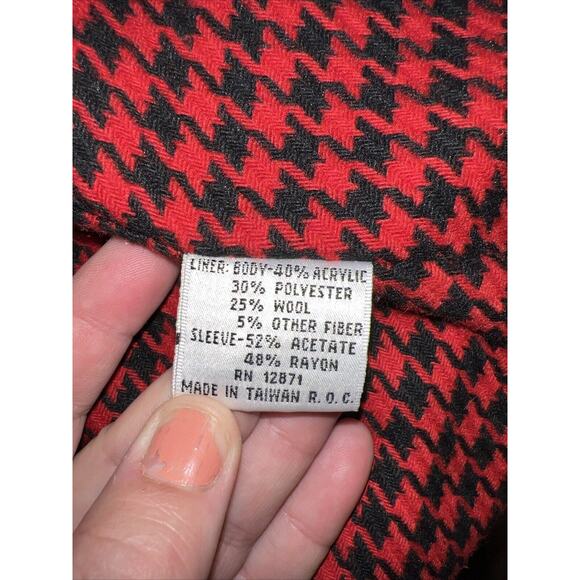 LINER: BODY-40% ACRYLIC
30% POLYESTER
25% WOOL
5% OTHER FIBER
SLEEVE-52% ACETATE
48% RAYON
RN 12871
MADE IN TAIWAN R.O.C.